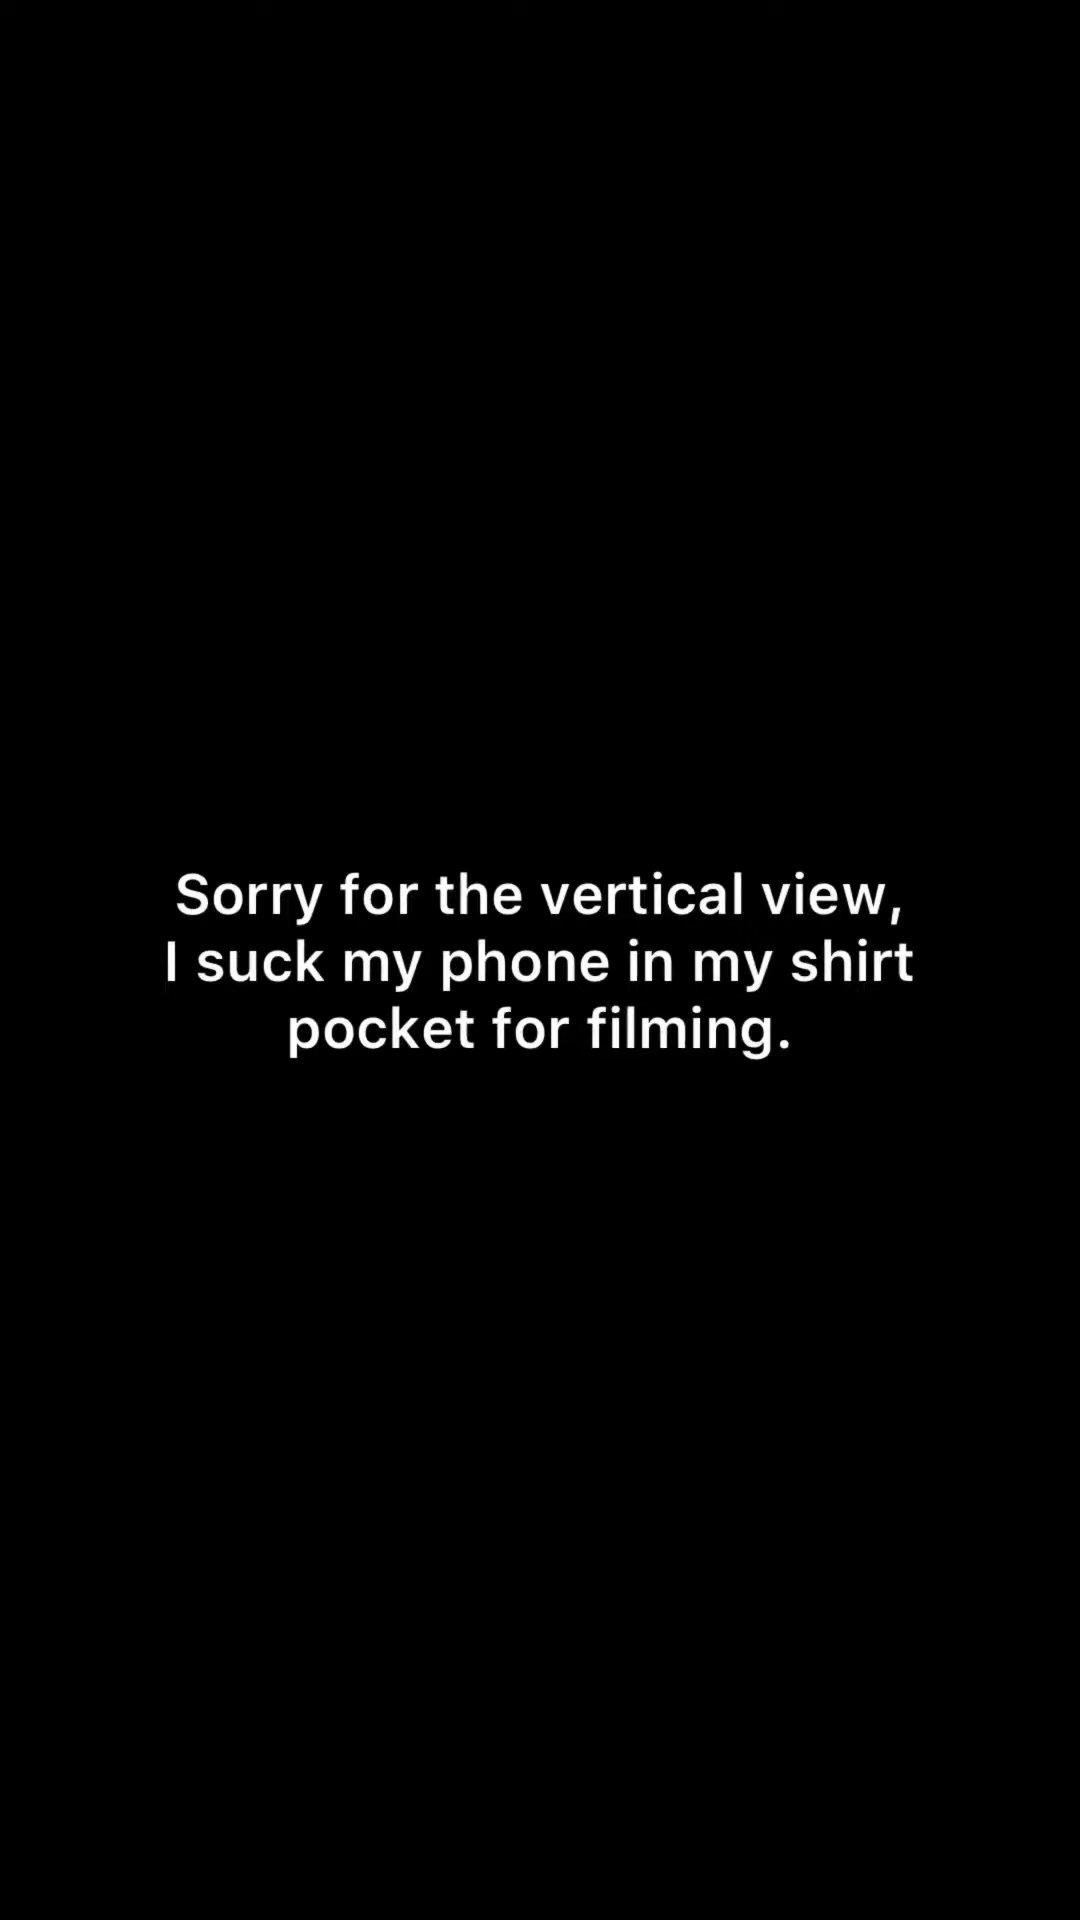 Sorry for the vertical view,
I suck my phone in my shirt
pocket for filming.